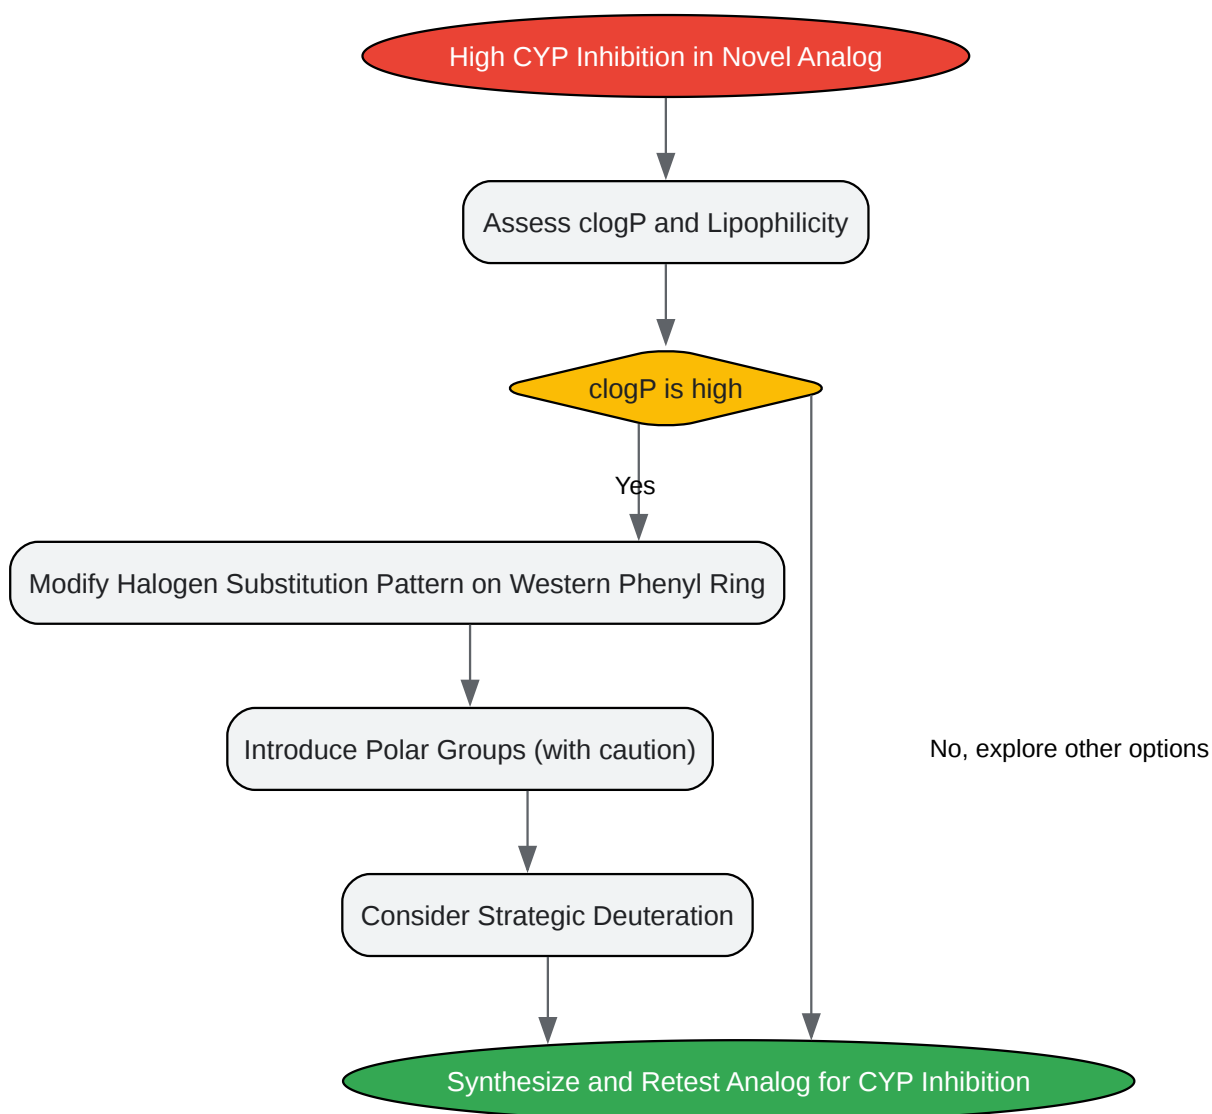 High CYP Inhibition in Novel Analog
Assess clogP and Lipophilicity
clogP is high
Yes
Modify Halogen Substitution Pattern on Western Phenyl Ring
Introduce Polar Groups (with caution)
No, explore other options
Consider Strategic Deuteration
Synthesize and Retest Analog for CYP Inhibition